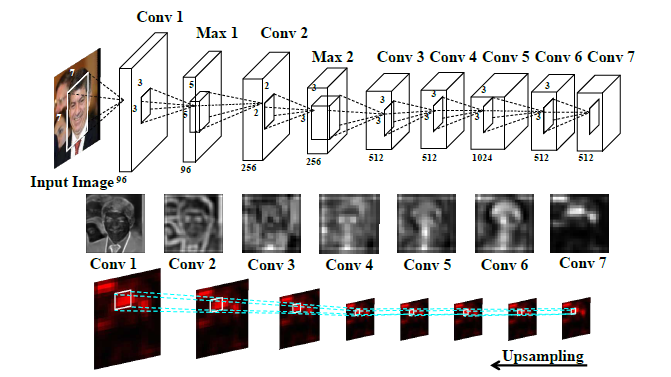 Conv 1
Max 1
Conv 2
Max 2
Conv 3
Conv 4
Conv 5
Conv 6
Conv 7
7
7
3
3
5
5
2
2
3
3
3
3
3
3
3
3
3
3
Input Image
96
96
256
256
512
512
1024
512
512
Conv 1
Conv 2
Conv 3
Conv 4
Conv 5
Conv 6
Conv 7
Upsampling